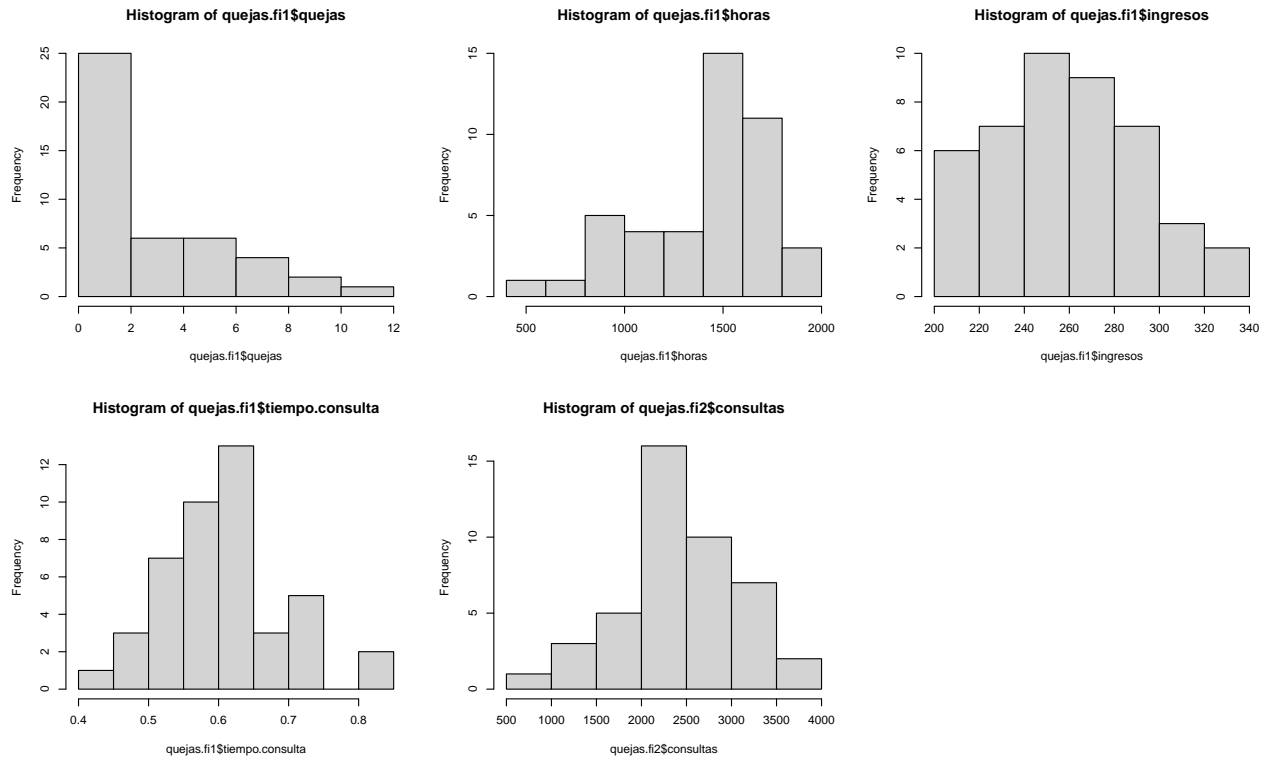 Histogram of quejas.fi1$quejas
Frequency
0
5
10
15
20
25
0 2 4 6 8 10 12
quejas.fi1$quejas
Histogram of quejas.fi1$horas
Frequency
0
5
10
15
500 1000 1500 2000
quejas.fi1$horas
Histogram of quejas.fi1$ingresos
Frequency
0
2
4
6
8
10
200 220 240 260 280 300 320 340
quejas.fi1$ingresos
Histogram of quejas.fi1$tiempo.consulta
Frequency
0
2
4
6
8
10
12
0.4 0.5 0.6 0.7 0.8
quejas.fi1$tiempo.consulta
Histogram of quejas.fi2$consultas
Frequency
0
5
10
15
500 1000 1500 2000 2500 3000 3500 4000
quejas.fi2$consultas